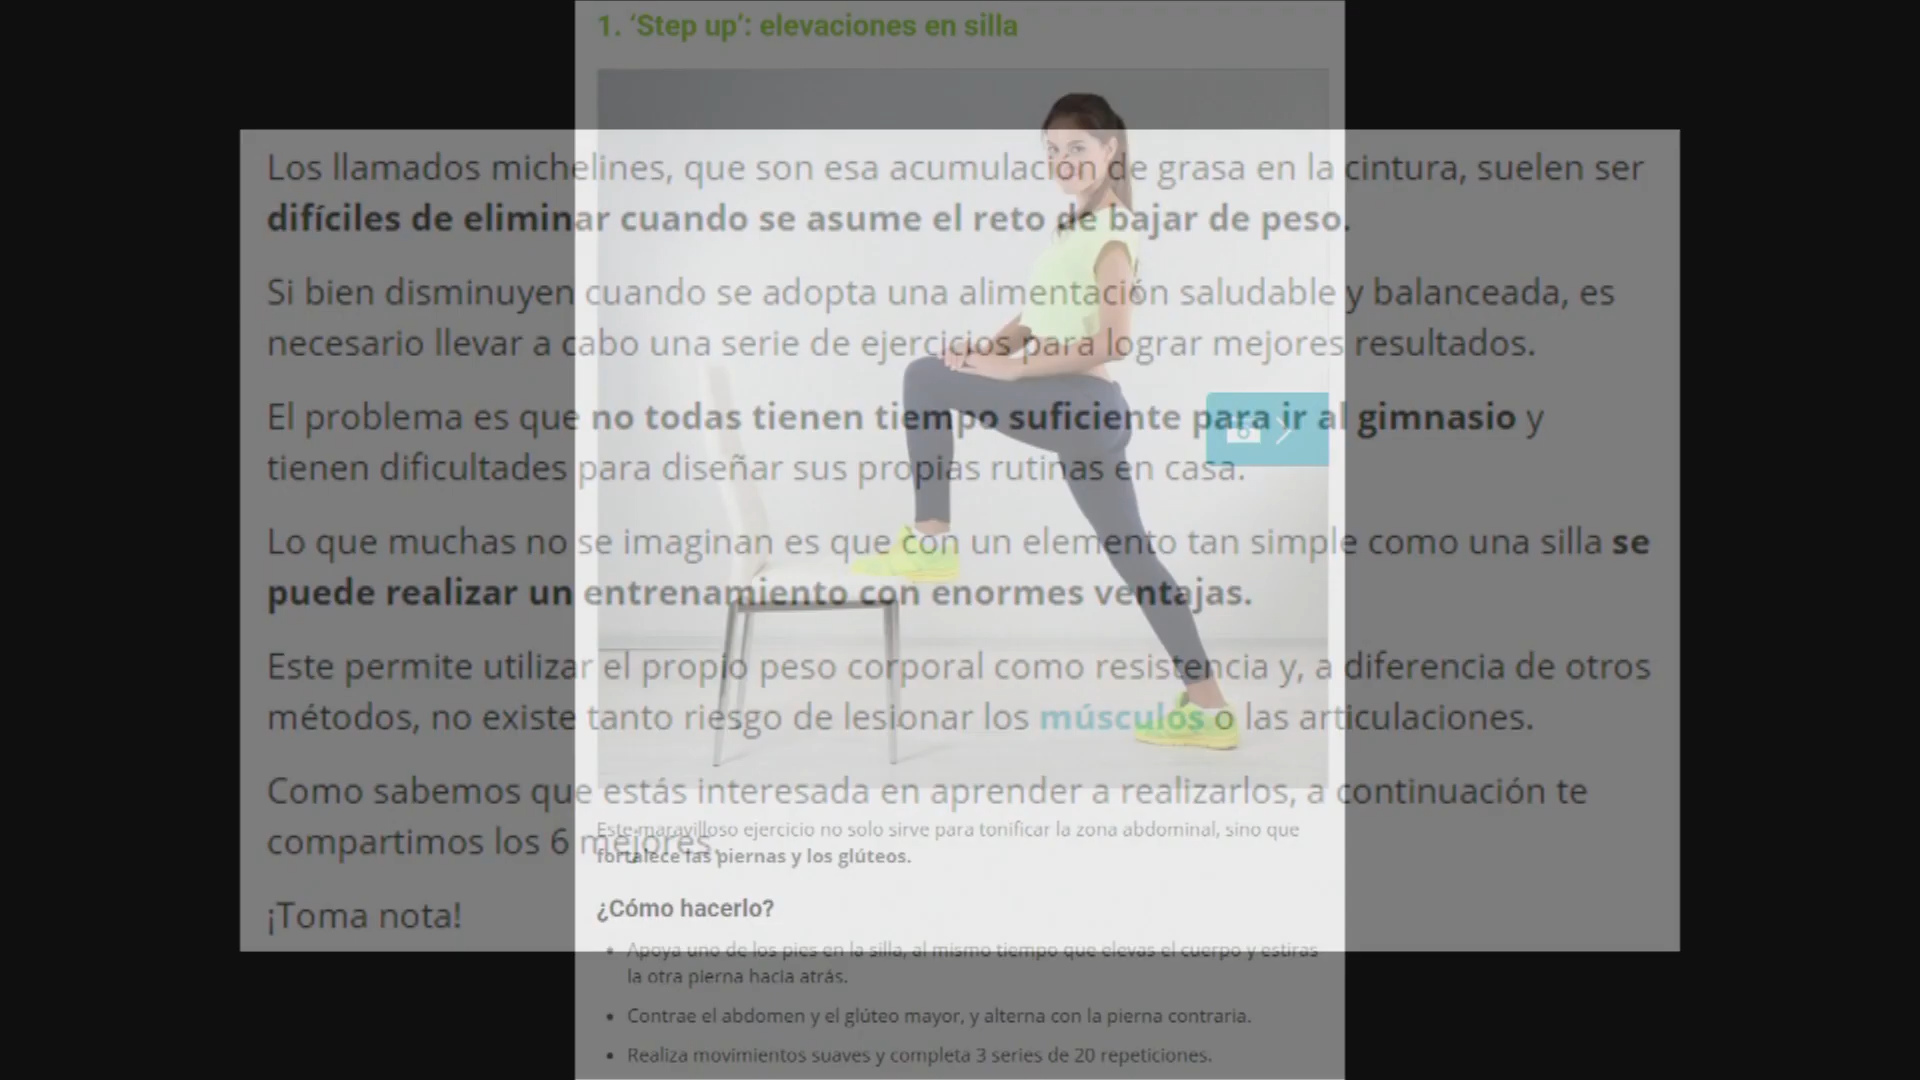 1. ‘Step up’: elevaciones en silla
Los llamados michelines, que son esa acumulación de grasa en la cintura, suelen ser
difíciles de eliminar cuando se asume el reto de bajar de peso.
Si bien disminuyen cuando se adopta una alimentación saludable y balanceada, es
necesario llevar a cabo una serie de ejercicios para lograr mejores resultados.
El problema es que no todas tienen tiempo suficiente para ir al gimnasio y
tienen dificultades para diseñar sus propias rutinas en casa.
Lo que muchas no se imaginan es que con un elemento tan simple como una silla se
puede realizar un entrenamiento con enormes ventajas.
Este permite utilizar el propio peso corporal como resistencia y, a diferencia de otros
métodos, no existe tanto riesgo de lesionar los músculos o las articulaciones.
Como sabemos que estás interesada en aprender a realizarlos, a continuación te
compartimos los 6 mejores.
¡Toma nota!
Este maravilloso ejercicio no solo sirve para tonificar la zona abdominal, sino que
fortalece las piernas y los glúteos.
¿Cómo hacerlo?
• Apoya uno de los pies en la silla, al mismo tiempo que elevas el cuerpo y estiras
la otra pierna hacia atrás.
• Contrae el abdomen y el glúteo mayor, y alterna con la pierna contraria.
• Realiza movimientos suaves y completa 3 series de 20 repeticiones.